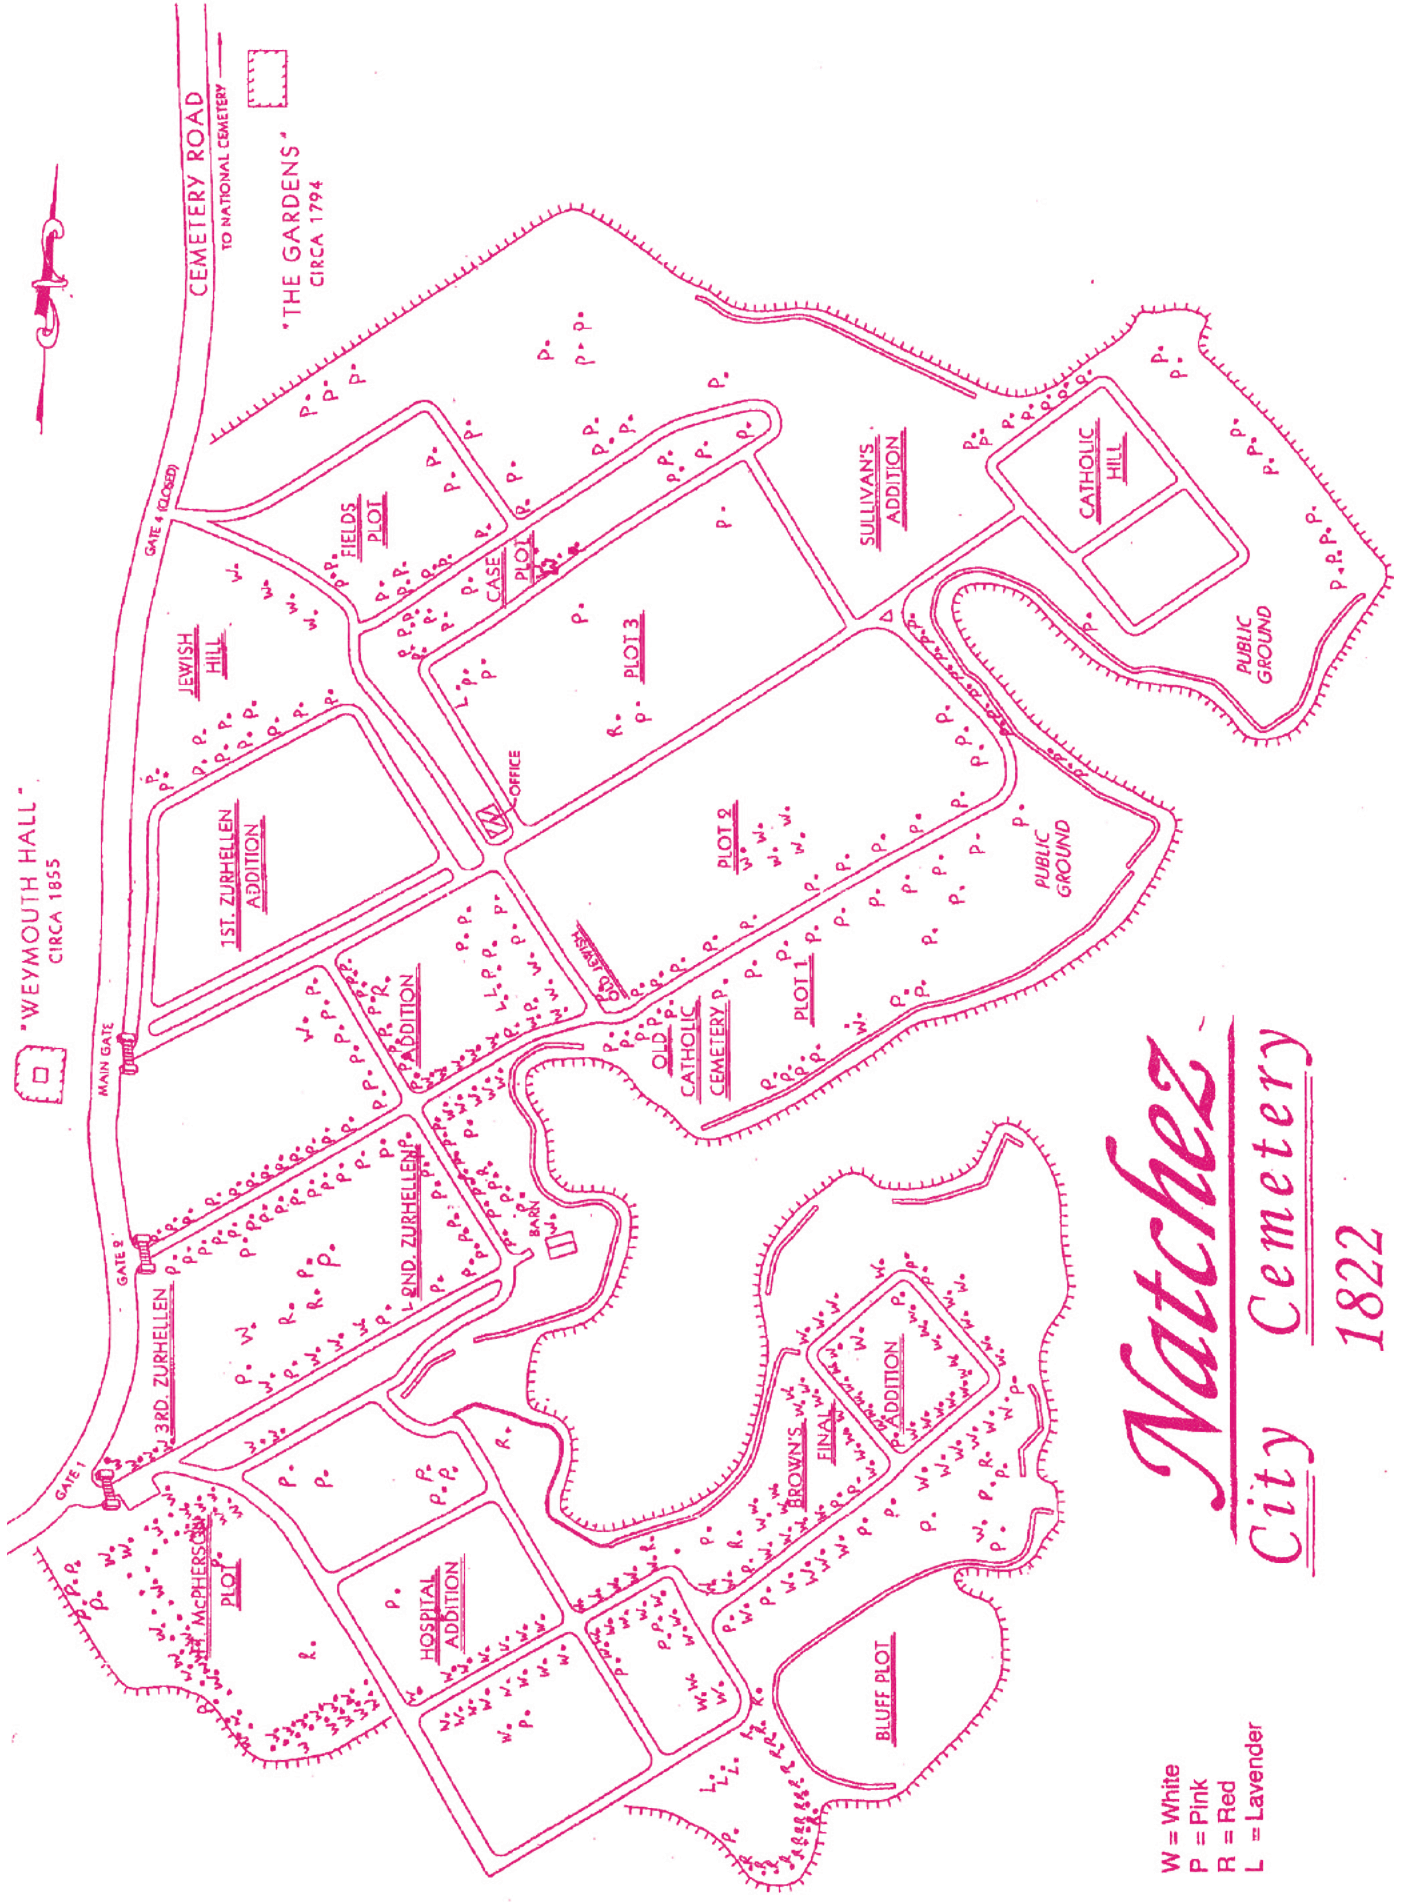 "WEYMOUTH HALL"
CIRCA 1855
CEMETERY ROAD
TO NATIONAL CEMETERY
"THE GARDENS"
CIRCA 1794
GATE 1
GATE 2
MAIN GATE
GATE 4 (CLOSED)
JEWISH
HILL
FIELDS
PLOT
CASE
PLOT
1ST. ZURHELLEN
ADDITION
OFFICE
PLOT 3
SULLIVAN'S
ADDITION
CATHOLIC
HILL
PUBLIC
GROUND
3RD. ZURHELLEN
2ND. ZURHELLEN
ADDITION
OLD JEWISH
PLOT 2
PUBLIC
GROUND
OLD
CATHOLIC
CEMETERY
PLOT 1
BARN
McPHERSON
PLOT
HOSPITAL
ADDITION
BROWN'S
FINAL
ADDITION
BLUFF PLOT
Natchez
City Cemetery
1822
W = White
P = Pink
R = Red
L = Lavender